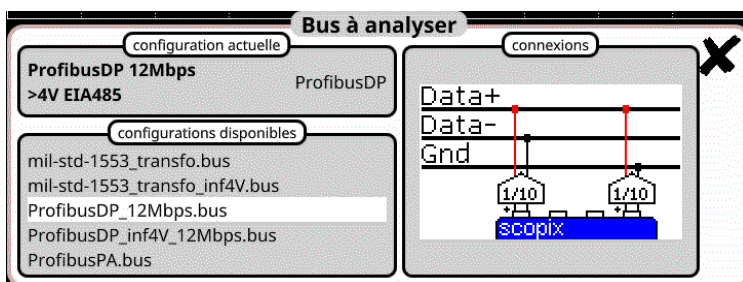 Bus à analyser
configuration actuelle
ProfibusDP 12Mbps
>4V EIA485
ProfibusDP
configurations disponibles
mil-std-1553_transfo.bus
mil-std-1553_transfo_inf4V.bus
ProfibusDP_12Mbps.bus
ProfibusDP_inf4V_12Mbps.bus
ProfibusPA.bus
connexions
Data+
Data-
Gnd
1/10 1/10
+ +
scopix